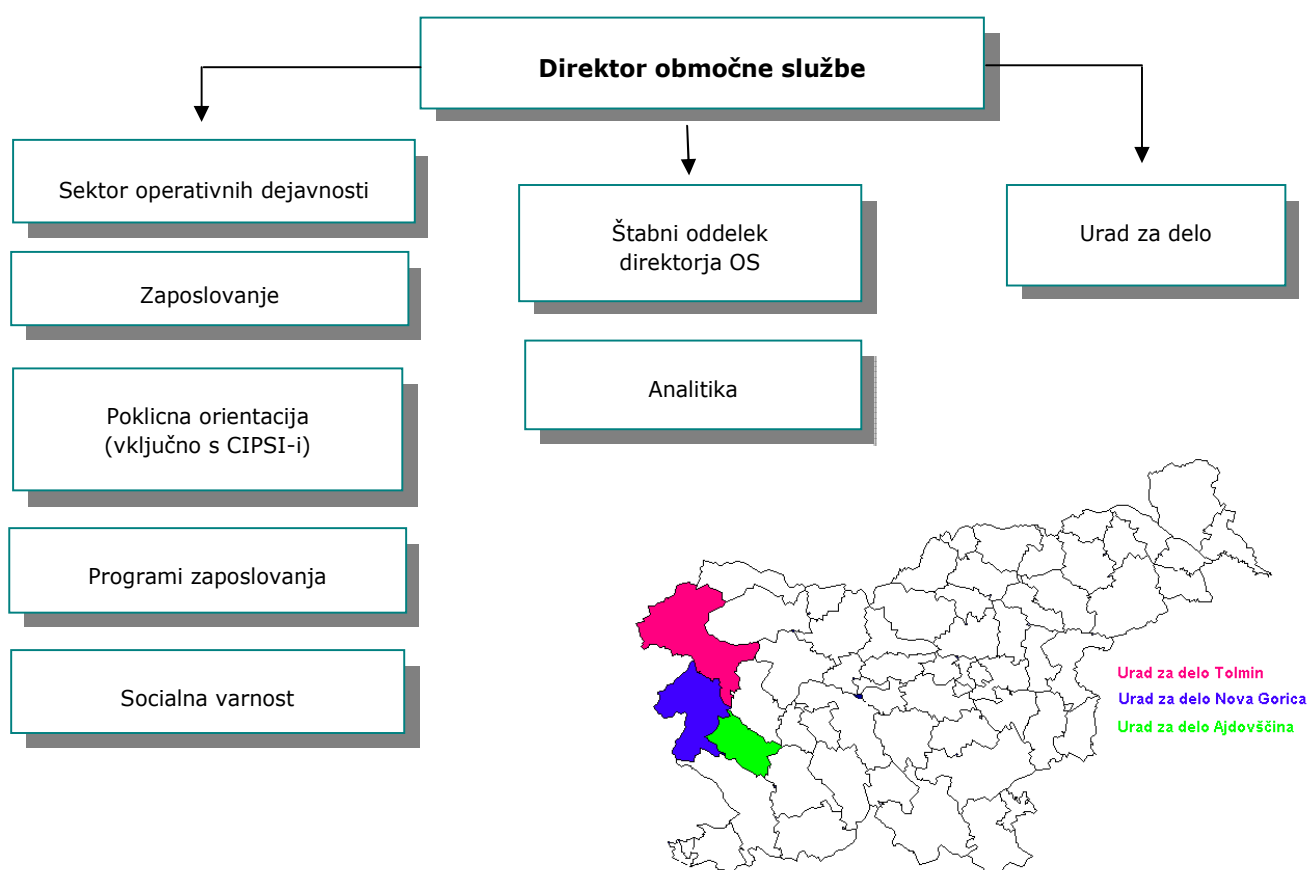 Direktor območne službe
Sektor operativnih dejavnosti
Zaposlovanje
Poklicna orientacija
(vključno s CIPSI-i)
Programi zaposlovanja
Socialna varnost
Štabni oddelek
direktorja OS
Analitika
Urad za delo
Urad za delo Tolmin
Urad za delo Nova Gorica
Urad za delo Ajdovščina